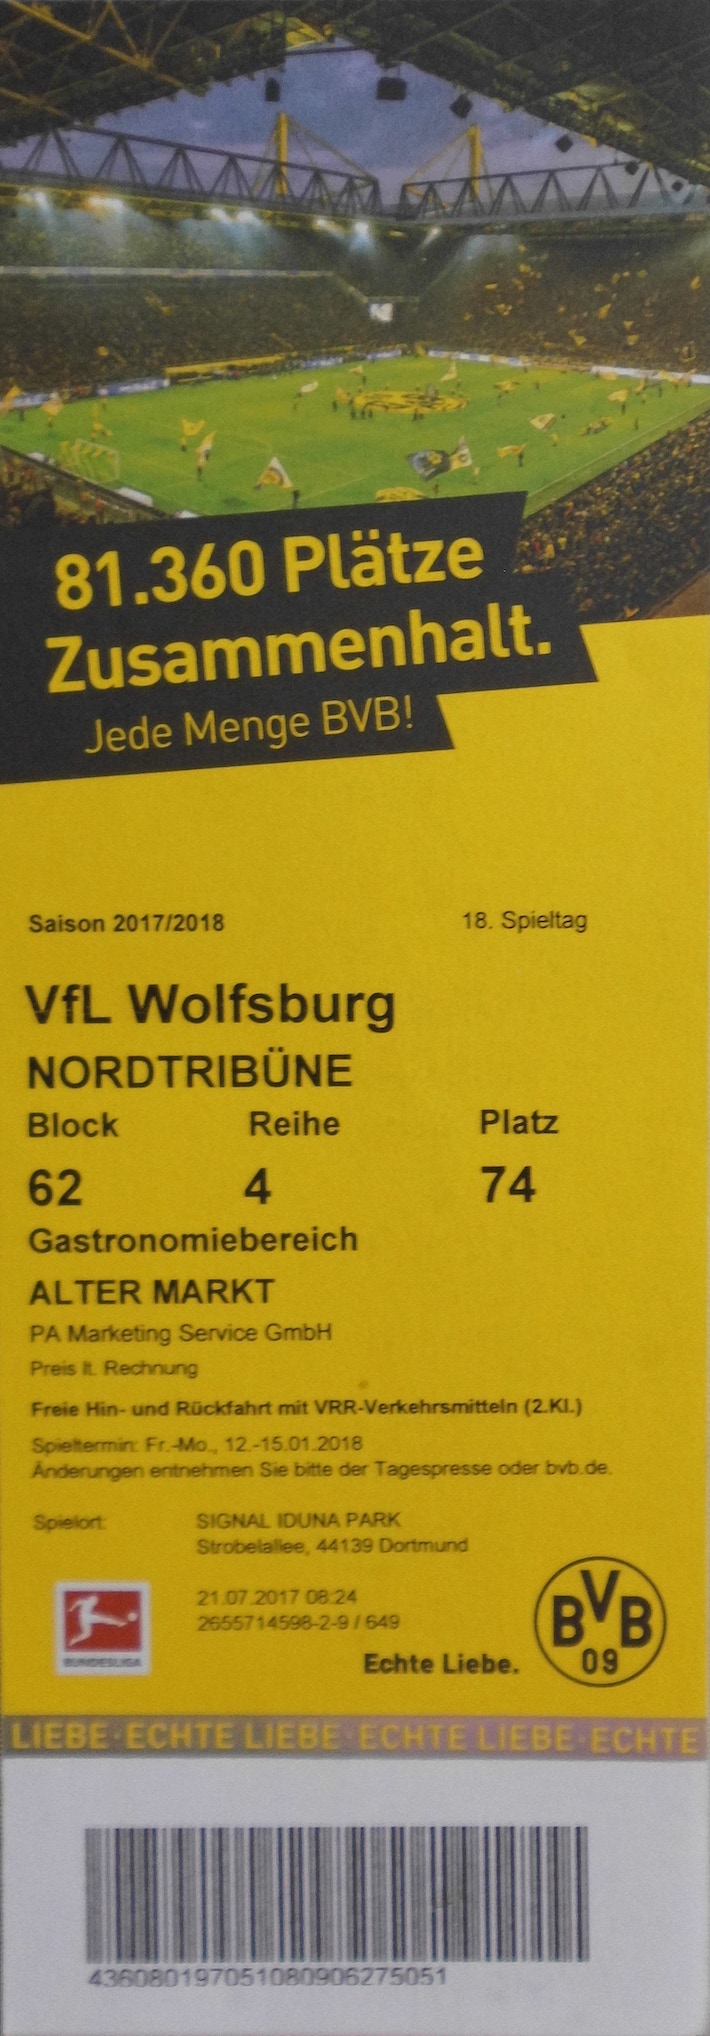 81.360 Plätze
Zusammenhalt.
Jede Menge BVB!
Saison 2017/2018 18. Spieltag
VfL Wolfsburg
NORDTRIBÜNE
Block Reihe Platz
62 4 74
Gastronomiebereich
ALTER MARKT
PA Marketing Service GmbH
Preis lt. Rechnung
Freie Hin- und Rückfahrt mit VRR-Verkehrsmitteln (2.Kl.)
Spieltermin: Fr.-Mo., 12.-15.01.2018
Änderungen entnehmen Sie bitte der Tagespresse oder bvb.de.
Spielort: SIGNAL IDUNA PARK
Strobelallee, 44139 Dortmund
21.07.2017 08:24
2655714598-2-9 / 649
BUNDESLIGA
Echte Liebe.
BVB
09
LIEBE·ECHTE LIEBE·ECHTE LIEBE·ECHTE
436080197051080906275051